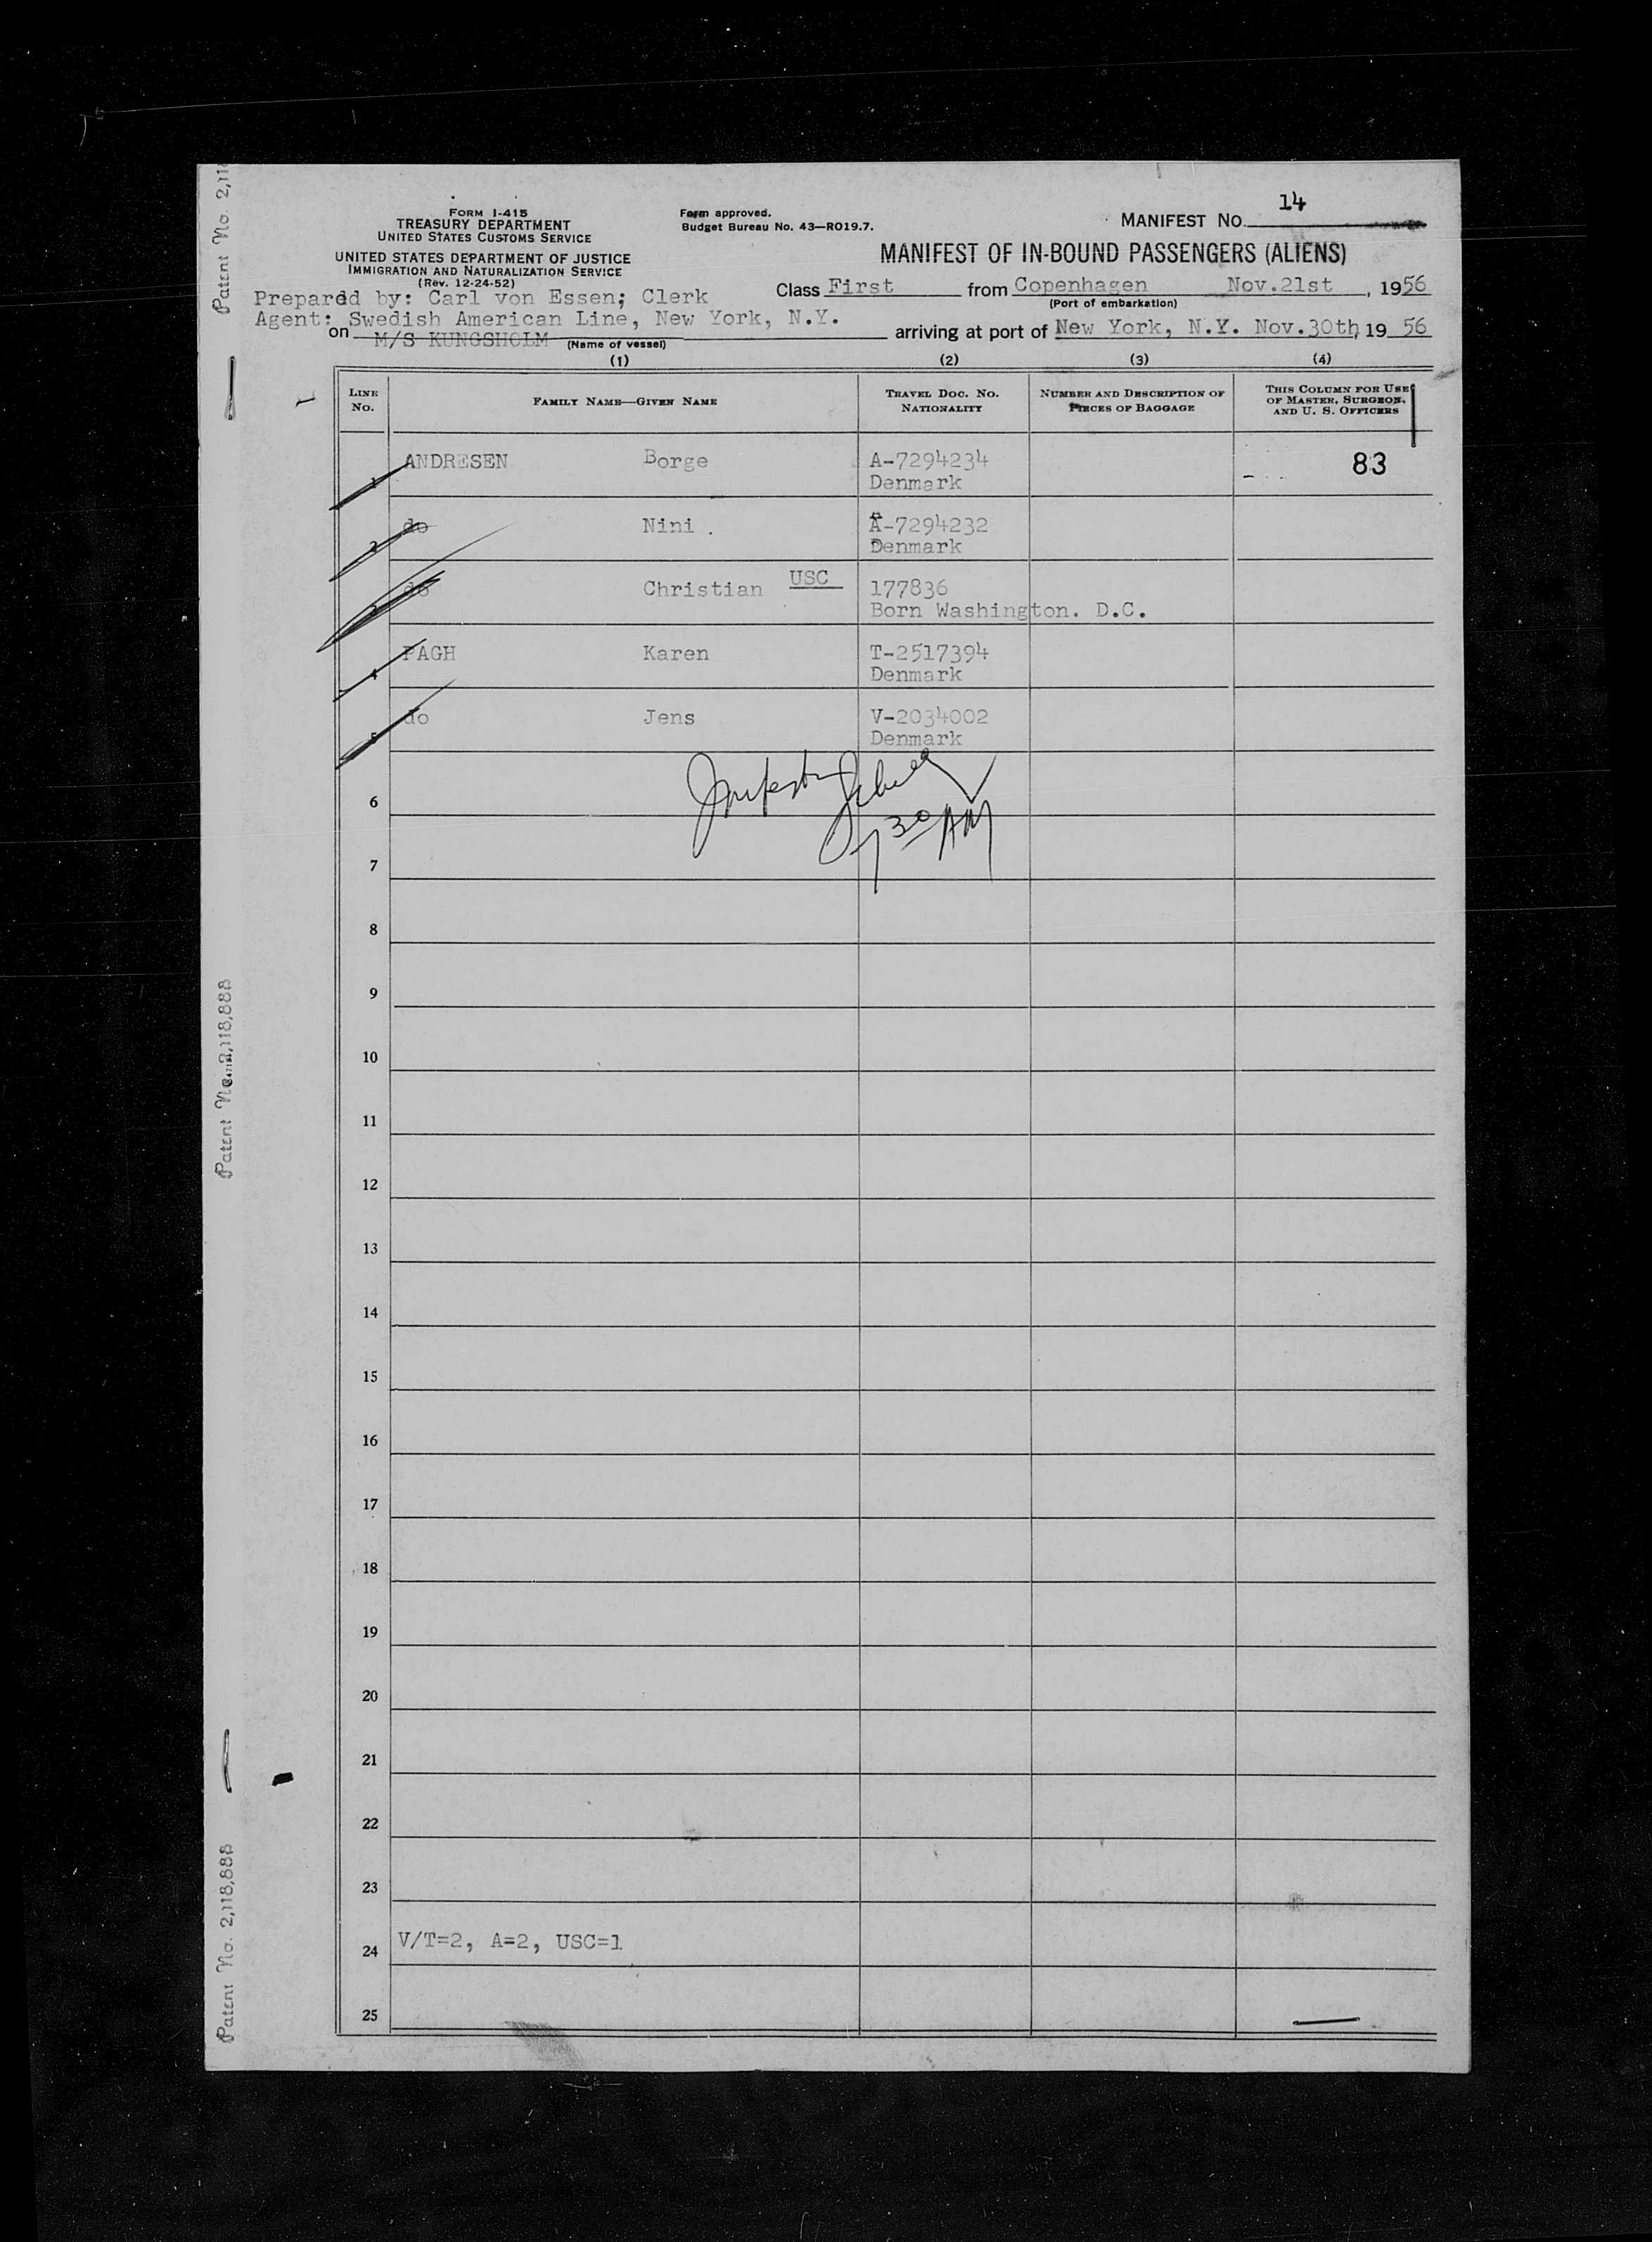 Form I-415
TREASURY DEPARTMENT
UNITED STATES CUSTOMS SERVICE
UNITED STATES DEPARTMENT OF JUSTICE
IMMIGRATION AND NATURALIZATION SERVICE
(Rev. 12-24-52)
Form approved.
Budget Bureau No. 43—RO19.7.
MANIFEST NO. 14
MANIFEST OF IN-BOUND PASSENGERS (ALIENS)
Preparéd by: Carl von Essen; Clerk
Class First from Copenhagen Nov.21st, 1956
(Port of embarkation)
Agent: Swedish American Line, New York, N.Y.
on M/S KUNGSHOLM arriving at port of New York, N.Y. Nov.30th, 1956
(Name of vessel)
(1) (2) (3) (4)
LINE NO. FAMILY NAME—GIVEN NAME TRAVEL DOC. NO. NATIONALITY NUMBER AND DESCRIPTION OF PIECES OF BAGGAGE THIS COLUMN FOR USE OF MASTER, SURGEON, AND U. S. OFFICERS
1 ANDRESEN Borge A-7294234 83
Denmark
2 do Nini . A-7294232
Denmark
3 do Christian USC 177836
Born Washington. D.C.
4 PAGH Karen T-2517394
Denmark
5 do Jens V-2034002
Denmark
6
7 30 AM
7
8
9
10
11
12
13
14
15
16
17
18
19
20
21
22
23
24 V/T=2, A=2, USC=1
25
Patent No. 2,118
Patent No. 2,118,888
Patent No. 2,118,888